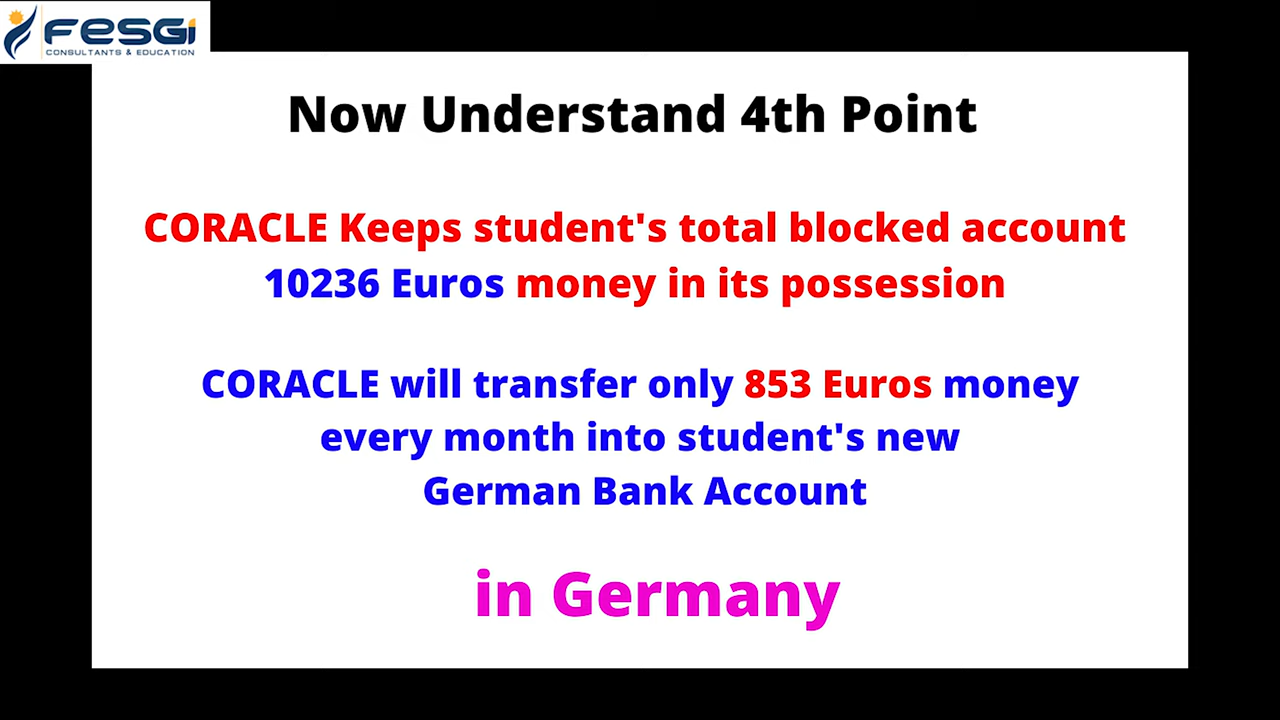 FESGI
CONSULTANTS & EDUCATION
Now Understand 4th Point
CORACLE Keeps student's total blocked account
10236 Euros money in its possession
CORACLE will transfer only 853 Euros money
every month into student's new
German Bank Account
in Germany